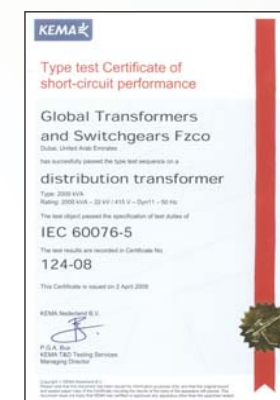 KEMA
Type test Certificate of
short-circuit performance
Global Transformers
and Switchgears Fzco
Dubai, United Arab Emirates
has succesfully passed the type test sequence on a
distribution transformer
Type: 2000 kVA
Rating: 2000 kVA – 22 kV / 415 V – Dyn11 – 50 Hz
The test object passed the specification of test duties of
IEC 60076-5
The test results are recorded in Certificate No.
124-08
This Certificate is issued on 2 April 2008
KEMA Nederland B.V.
P.G.A. Bus
KEMA T&D Testing Services
Managing Director